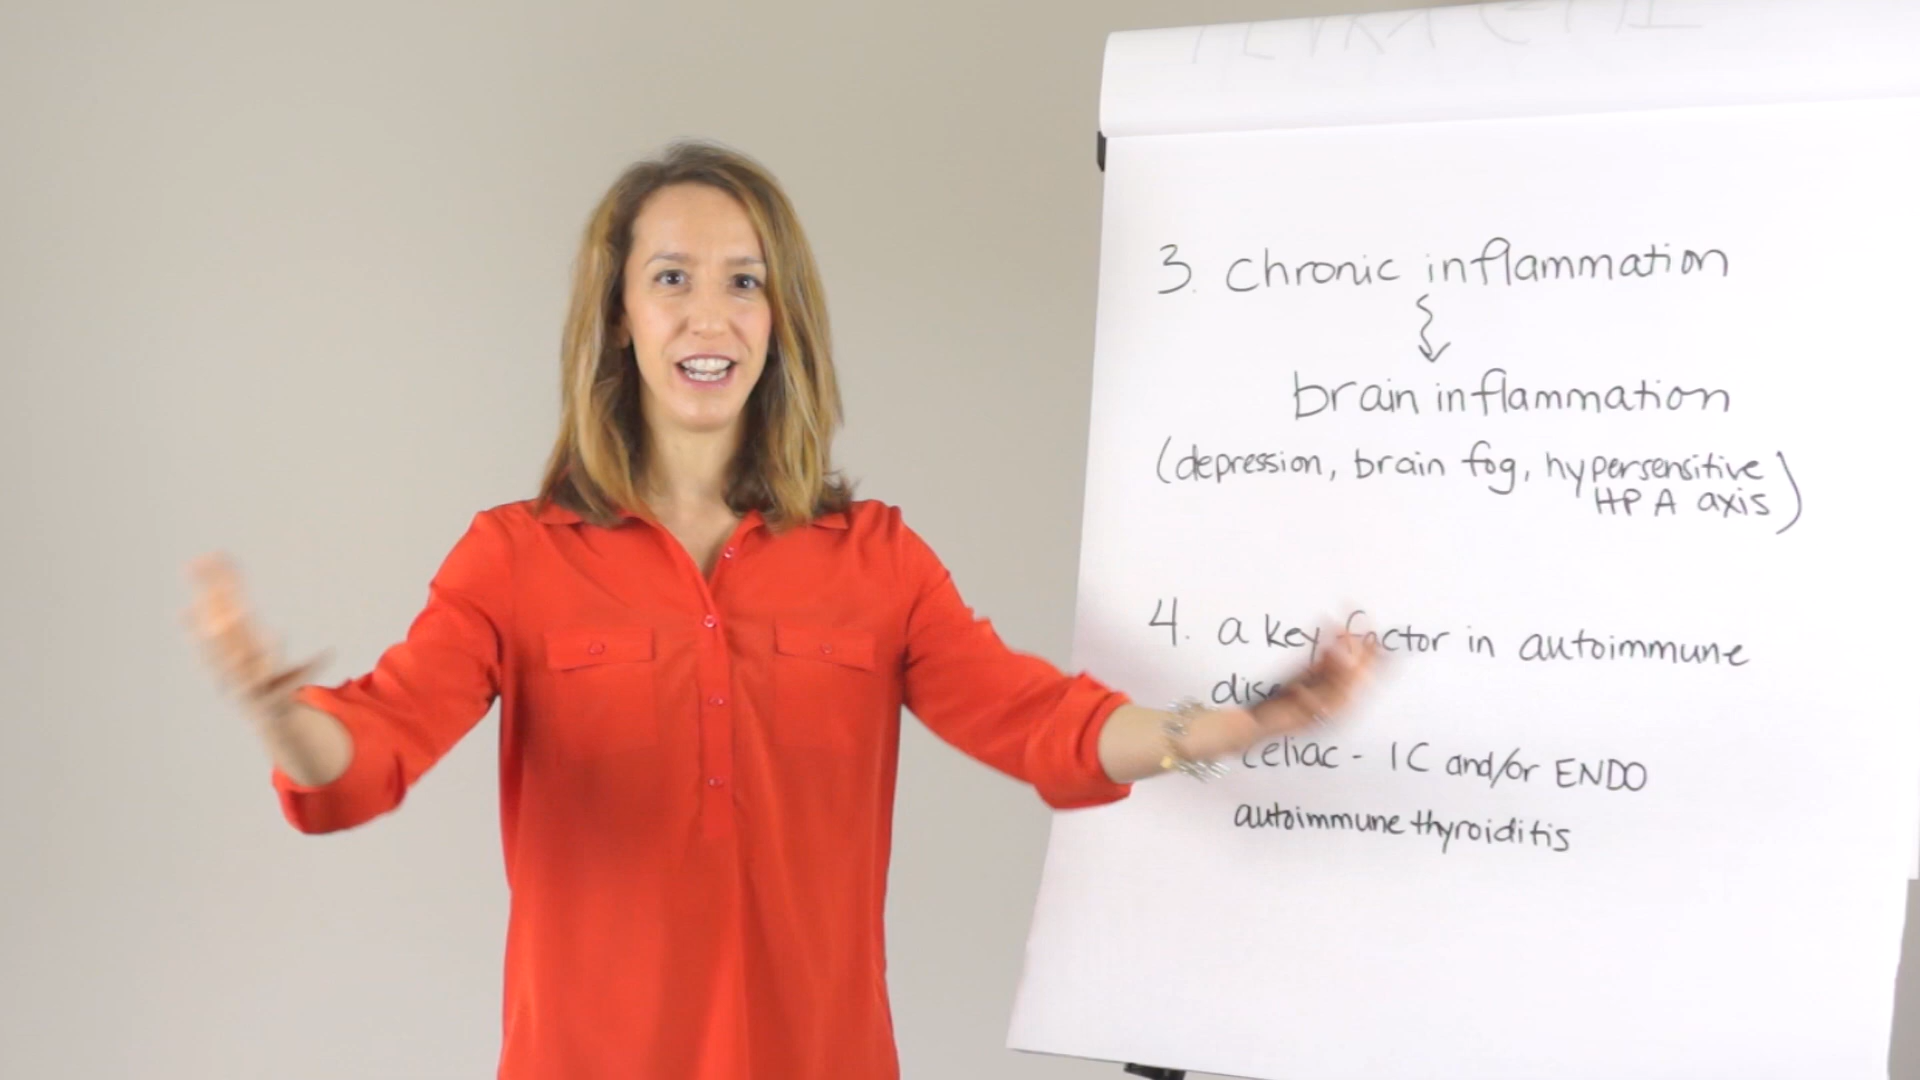 3. Chronic inflammation
brain inflammation
(depression, brain fog, hypersensitive
HPA axis)
4. a key factor in autoimmune
celiac - IC and/or ENDO
autoimmune thyroiditis